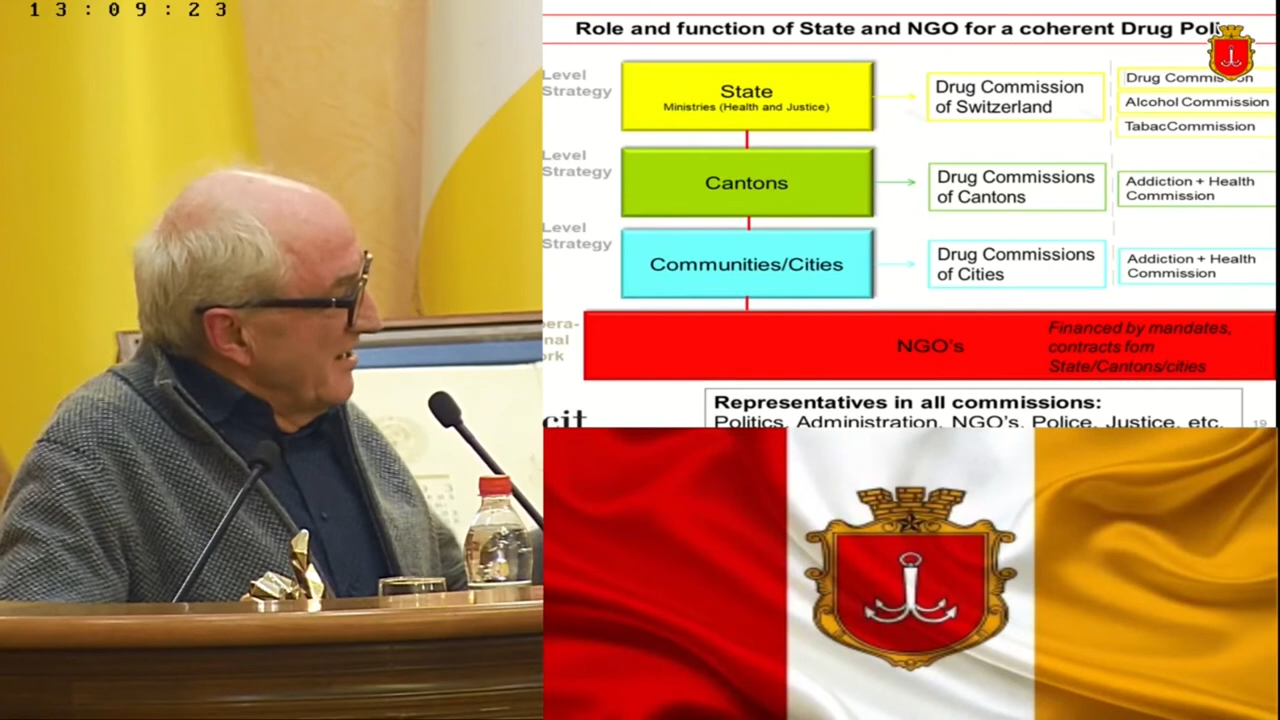 13:09:23
Role and function of State and NGO for a coherent Drug
Level
Strategy
State
Ministries (Health and Justice)
Drug Commission
of Switzerland
Drug
Alcohol Commission
TabacCommission
Level
Strategy
Cantons
Drug Commissions
of Cantons
Addiction + Health
Commission
Level
Strategy
Communities/Cities
Drug Commissions
of Cities
Addiction + Health
Commission
NGO's
Financed by mandates,
contracts fom
State/Cantons/cities
Representatives in all commissions:
Politics, Administration, NGO's, Police, Justice, etc.
19